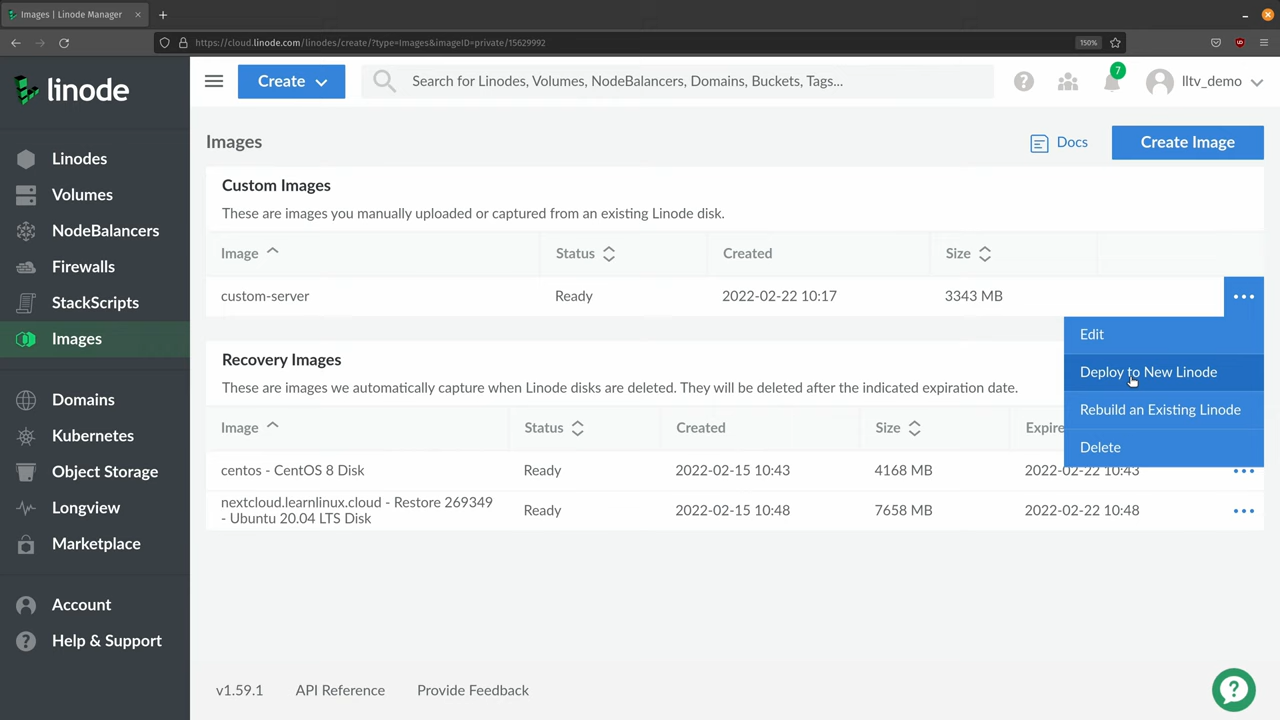 Images | Linode Manager
https://cloud.linode.com/linodes/create/?type=Images&imageID=private/15629992
150%
linode
Create
Search for Linodes, Volumes, NodeBalancers, Domains, Buckets, Tags...
7
lltv_demo
Linodes
Volumes
NodeBalancers
Firewalls
StackScripts
Images
Domains
Kubernetes
Object Storage
Longview
Marketplace
Account
Help & Support
Images
Docs
Create Image
Custom Images
These are images you manually uploaded or captured from an existing Linode disk.
Image Status Created Size
custom-server Ready 2022-02-22 10:17 3343 MB
Edit
Deploy to New Linode
Rebuild an Existing Linode
Delete
Recovery Images
These are images we automatically capture when Linode disks are deleted. They will be deleted after the indicated expiration date.
Image Status Created Size Expire
centos - CentOS 8 Disk Ready 2022-02-15 10:43 4168 MB 2022-02-22 10:43
nextcloud.learnlinux.cloud - Restore 269349
- Ubuntu 20.04 LTS Disk Ready 2022-02-15 10:48 7658 MB 2022-02-22 10:48
v1.59.1 API Reference Provide Feedback